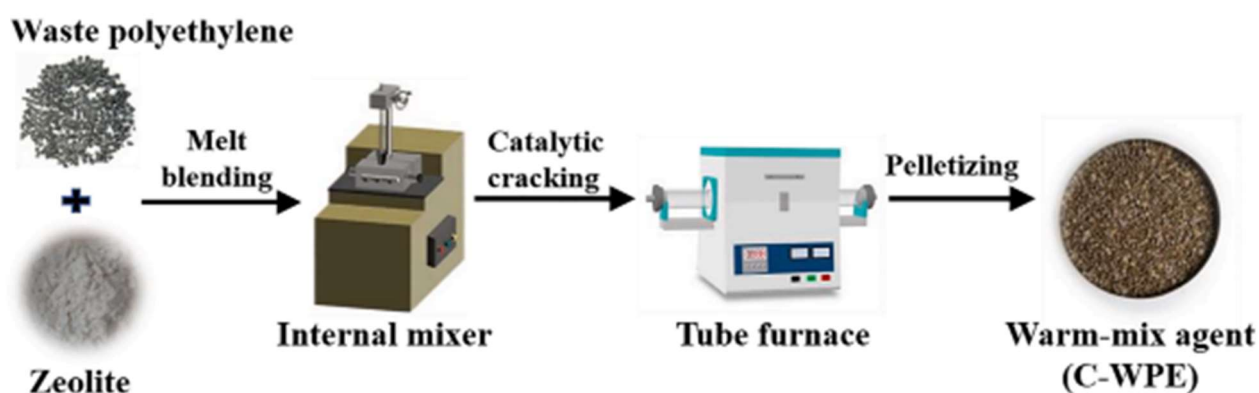 Waste polyethylene
Melt
blending
Catalytic
cracking
Pelletizing
Internal mixer
Tube furnace
Warm-mix agent
(C-WPE)
Zeolite